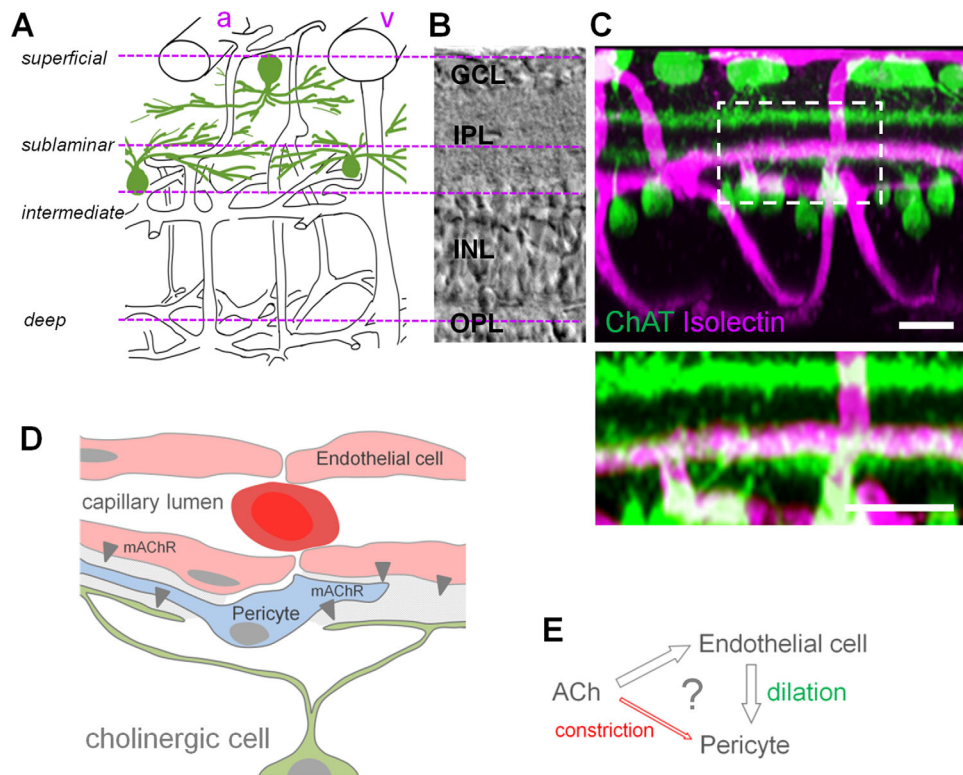 A
a
v
B
C
superficial
sublaminar
intermediate
deep
GCL
IPL
INL
OPL
ChAT Isolectin
D
Endothelial cell
capillary lumen
mAChR
mAChR
Pericyte
cholinergic cell
E
Endothelial cell
ACh
?
dilation
constriction
Pericyte